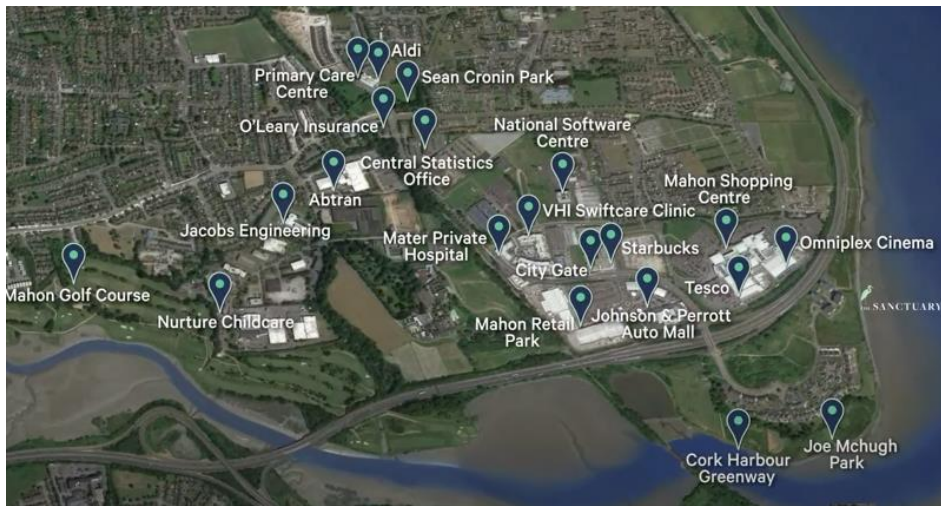 Aldi
Primary Care
Centre
Sean Cronin Park
O'Leary Insurance
National Software
Centre
Central Statistics
Office
Abtran
Mahon Shopping
Centre
Jacobs Engineering
VHI Swiftcare Clinic
Mater Private
Hospital
Starbucks
Omniplex Cinema
City Gate
Mahon Golf Course
Tesco
THE SANCTUARY
Nurture Childcare
Mahon Retail
Park
Johnson & Perrott
Auto Mall
Joe Mchugh
Park
Cork Harbour
Greenway